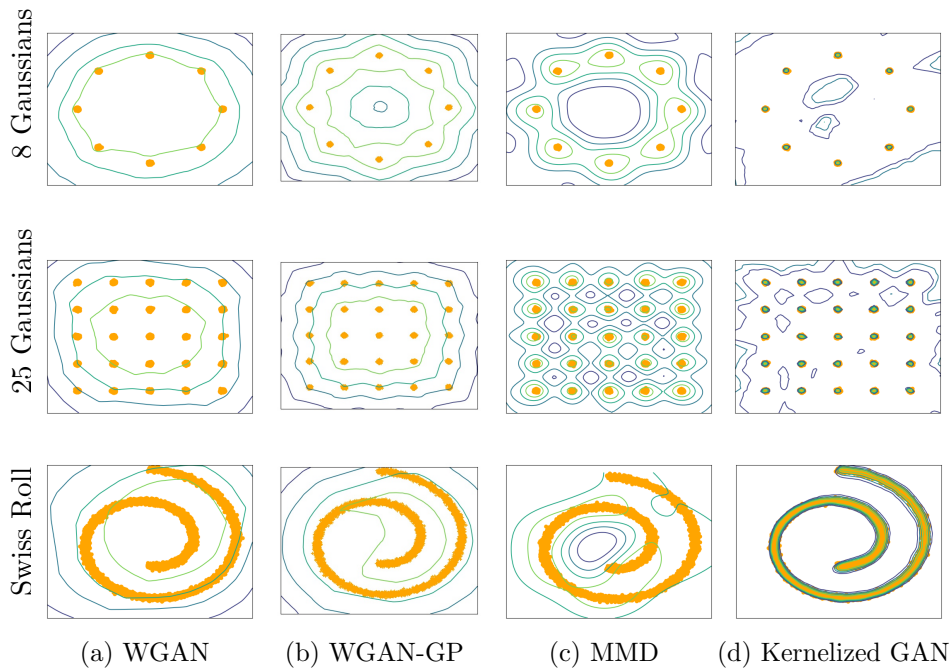 8 Gaussians
25 Gaussians
Swiss Roll
(a) WGAN
(b) WGAN-GP
(c) MMD
(d) Kernelized GAN